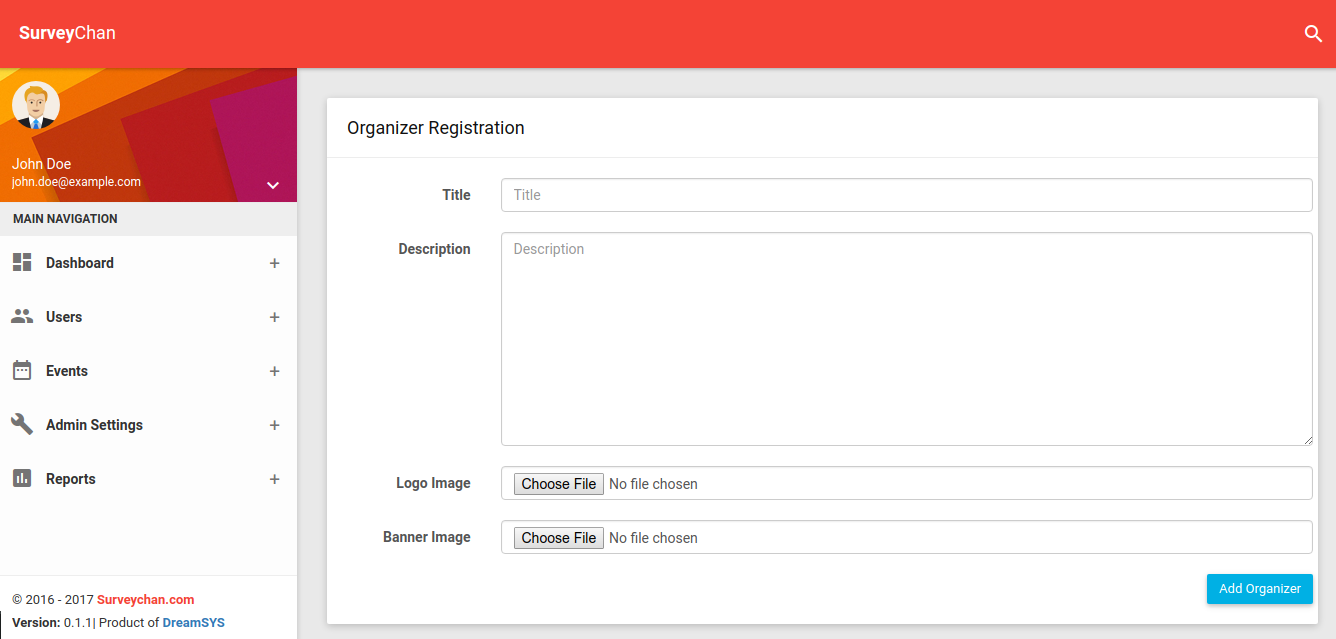 SurveyChan
John Doe
john.doe@example.com
MAIN NAVIGATION
Dashboard +
Users +
Events +
Admin Settings +
Reports +
© 2016 - 2017 Surveychan.com
Version: 0.1.1| Product of DreamSYS
Organizer Registration
Title Title
Description Description
Logo Image Choose File No file chosen
Banner Image Choose File No file chosen
Add Organizer